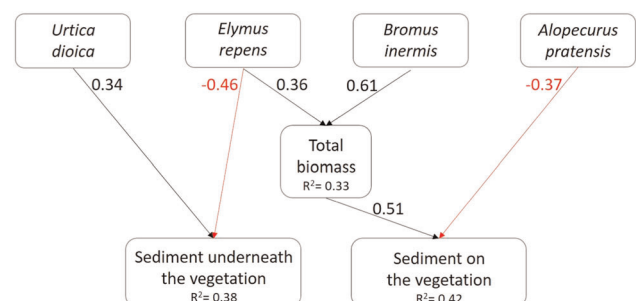 Urtica
dioica
Elymus
repens
Bromus
inermis
Alopecurus
pratensis
0.34
-0.46
0.36
0.61
-0.37
Total
biomass
R²= 0.33
0.51
Sediment underneath
the vegetation
R²= 0.38
Sediment on
the vegetation
R²= 0.42